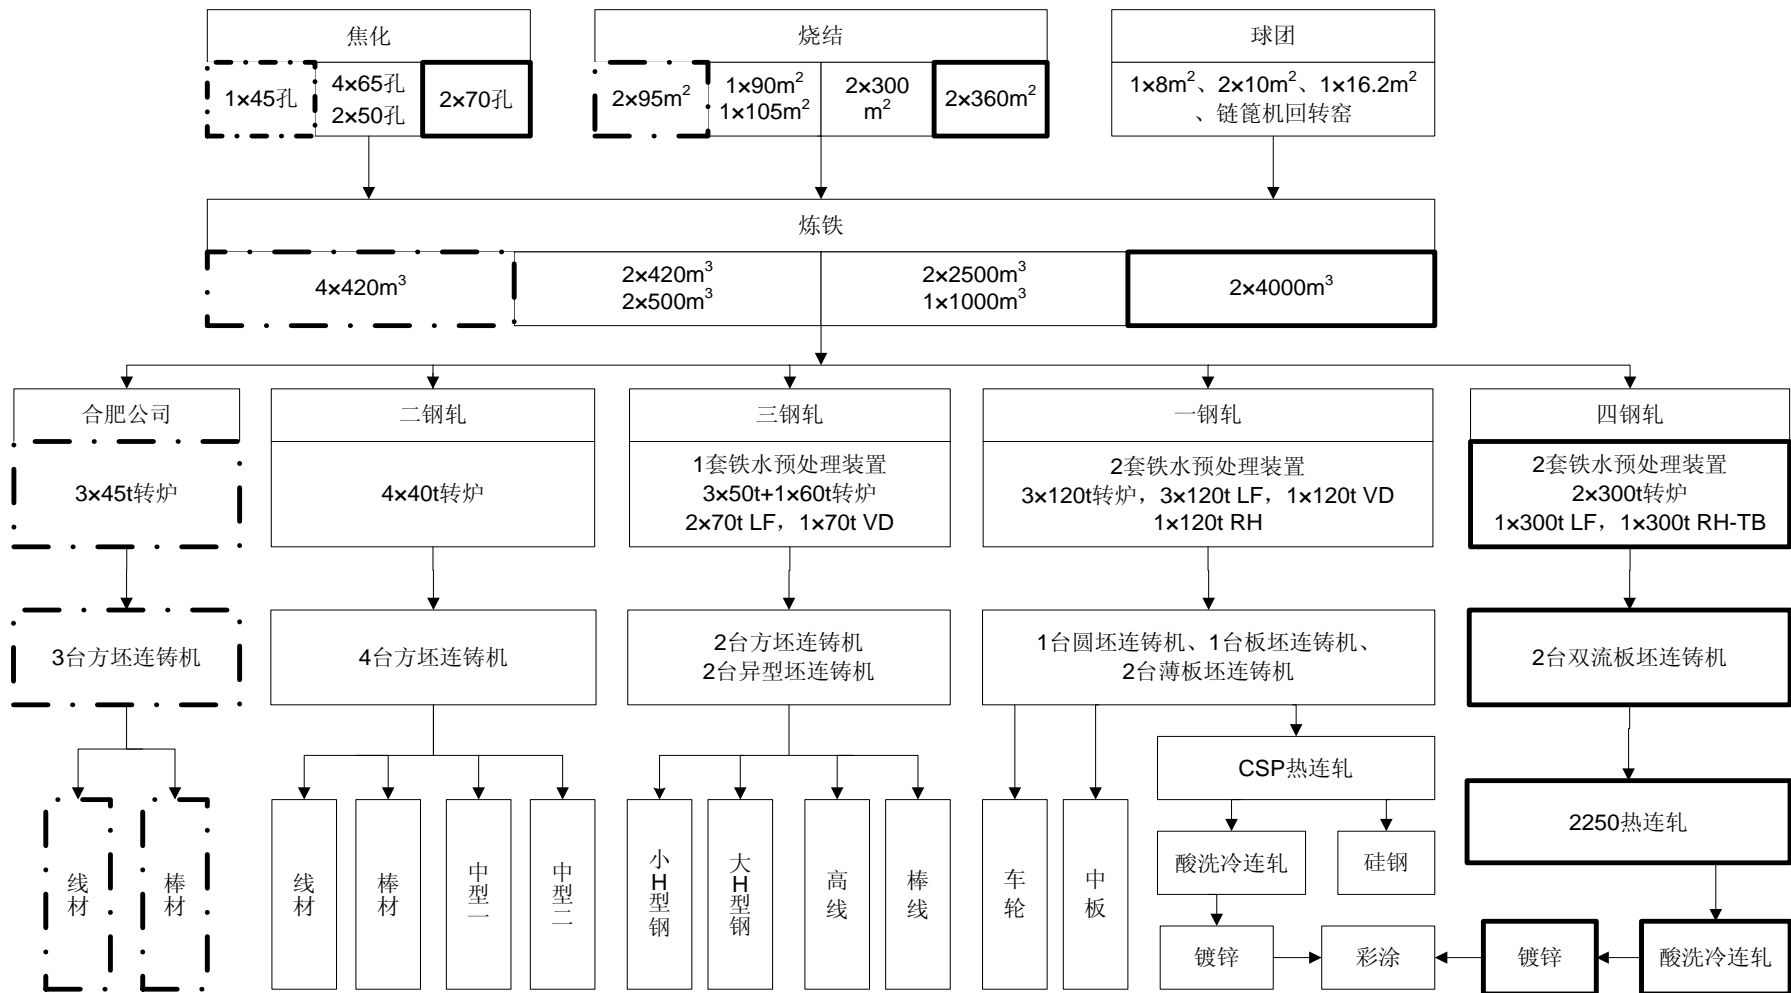 焦化
烧结
球团
1×45孔
4×65孔
2×50孔
2×70孔
2×95m²
1×90m²
1×105m²
2×300
m²
2×360m²
1×8m²、2×10m²、1×16.2m²
、链篦机回转窑
炼铁
4×420m³
2×420m³
2×500m³
2×2500m³
1×1000m³
2×4000m³
合肥公司
二钢轧
三钢轧
一钢轧
四钢轧
3×45t转炉
4×40t转炉
1套铁水预处理装置
3×50t+1×60t转炉
2×70t LF，1×70t VD
2套铁水预处理装置
3×120t转炉，3×120t LF，1×120t VD
1×120t RH
2套铁水预处理装置
2×300t转炉
1×300t LF，1×300t RH-TB
3台方坯连铸机
4台方坯连铸机
2台方坯连铸机
2台异型坯连铸机
1台圆坯连铸机、1台板坯连铸机、
2台薄板坯连铸机
2台双流板坯连铸机
CSP热连轧
2250热连轧
线材
棒材
线材
棒材
中型一
中型二
小H型钢
大H型钢
高线
棒线
车轮
中板
酸洗冷连轧
硅钢
镀锌
彩涂
镀锌
酸洗冷连轧